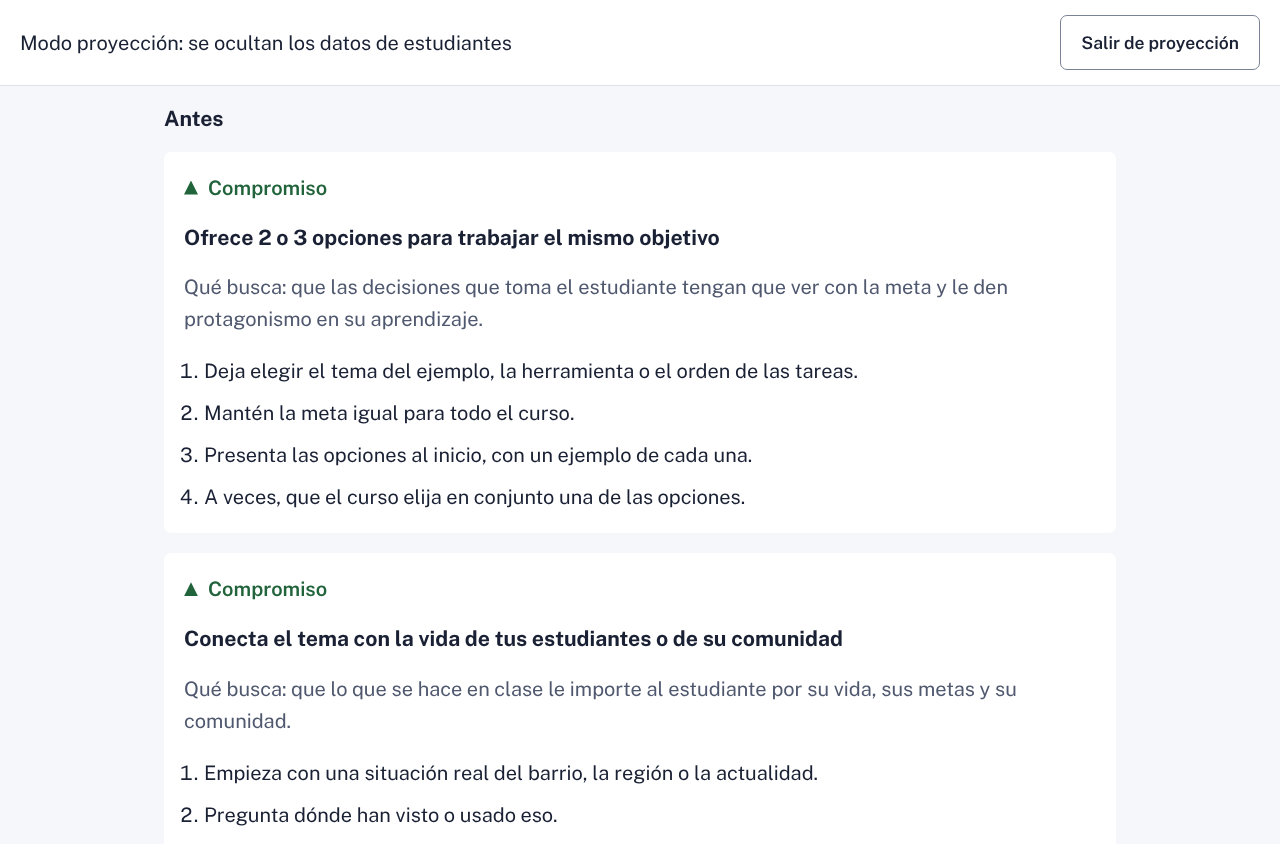 Modo proyección: se ocultan los datos de estudiantes
Salir de proyección
Antes
▲ Compromiso
Ofrece 2 o 3 opciones para trabajar el mismo objetivo
Qué busca: que las decisiones que toma el estudiante tengan que ver con la meta y le den
protagonismo en su aprendizaje.
1. Deja elegir el tema del ejemplo, la herramienta o el orden de las tareas.
2. Mantén la meta igual para todo el curso.
3. Presenta las opciones al inicio, con un ejemplo de cada una.
4. A veces, que el curso elija en conjunto una de las opciones.
▲ Compromiso
Conecta el tema con la vida de tus estudiantes o de su comunidad
Qué busca: que lo que se hace en clase le importe al estudiante por su vida, sus metas y su
comunidad.
1. Empieza con una situación real del barrio, la región o la actualidad.
2. Pregunta dónde han visto o usado eso.